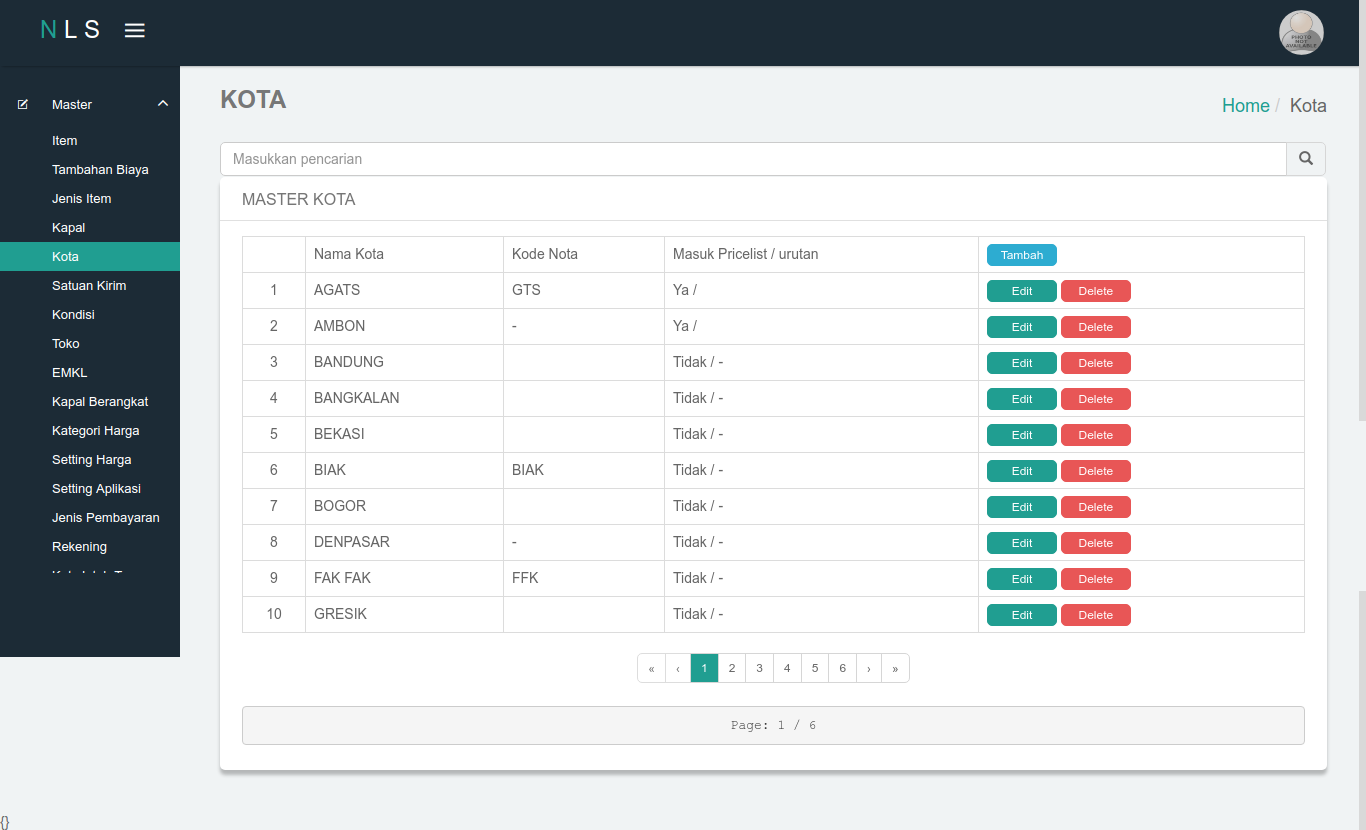 N L S
PHOTO NOT AVAILABLE
KOTA
Home / Kota
Master
Item
Tambahan Biaya
Jenis Item
Kapal
Kota
Satuan Kirim
Kondisi
Toko
EMKL
Kapal Berangkat
Kategori Harga
Setting Harga
Setting Aplikasi
Jenis Pembayaran
Rekening
Masukkan pencarian
MASTER KOTA
Nama Kota Kode Nota Masuk Pricelist / urutan Tambah
1 AGATS GTS Ya / Edit Delete
2 AMBON - Ya / Edit Delete
3 BANDUNG Tidak / - Edit Delete
4 BANGKALAN Tidak / - Edit Delete
5 BEKASI Tidak / - Edit Delete
6 BIAK BIAK Tidak / - Edit Delete
7 BOGOR Tidak / - Edit Delete
8 DENPASAR - Tidak / - Edit Delete
9 FAK FAK FFK Tidak / - Edit Delete
10 GRESIK Tidak / - Edit Delete
« ‹ 1 2 3 4 5 6 › »
Page: 1 / 6
{}